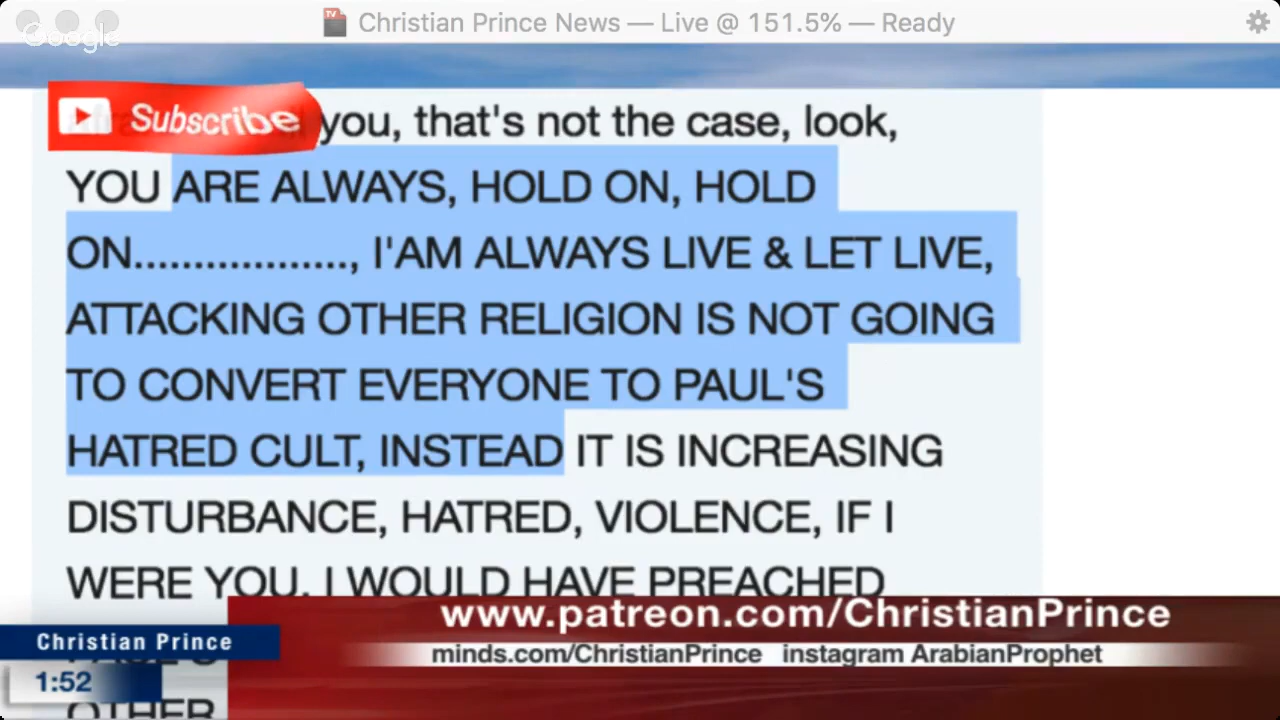 Christian Prince News — Live @ 151.5% — Ready
Google
Subscribe
you, that's not the case, look,
YOU ARE ALWAYS, HOLD ON, HOLD
ON.................., I'AM ALWAYS LIVE & LET LIVE,
ATTACKING OTHER RELIGION IS NOT GOING
TO CONVERT EVERYONE TO PAUL'S
HATRED CULT, INSTEAD IT IS INCREASING
DISTURBANCE, HATRED, VIOLENCE, IF I
WERE YOU, I WOULD HAVE PREACHED
OTHER
www.patreon.com/ChristianPrince
Christian Prince
minds.com/ChristianPrince instagram ArabianProphet
1:52